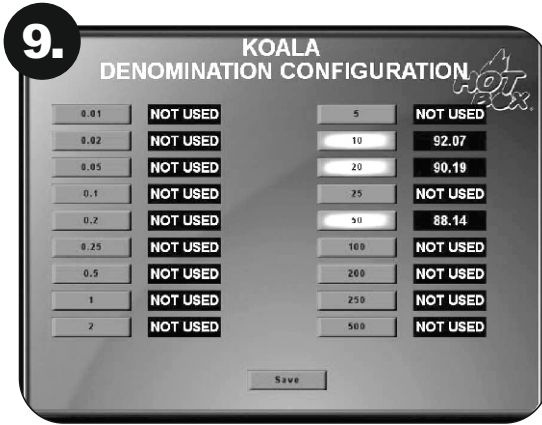 9.
KOALA
DENOMINATION CONFIGURATION
HOT
BOX®
0.01 NOT USED 5 NOT USED
0.02 NOT USED 10 92.07
0.05 NOT USED 20 90.19
0.1 NOT USED 25 NOT USED
0.2 NOT USED 50 88.14
0.25 NOT USED 100 NOT USED
0.5 NOT USED 200 NOT USED
1 NOT USED 250 NOT USED
2 NOT USED 500 NOT USED
Save